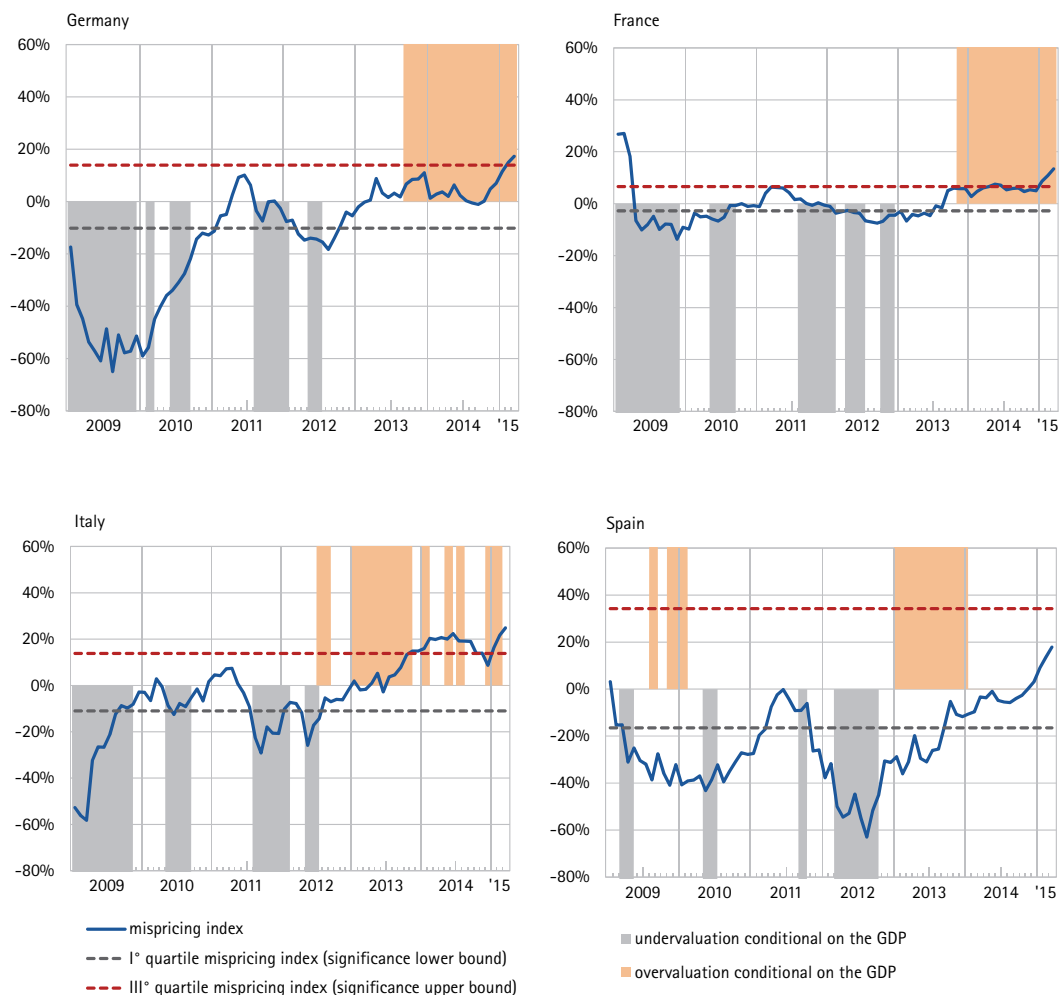 Germany
60%
40%
20%
0%
-20%
-40%
-60%
-80%
2009 2010 2011 2012 2013 2014 '15
France
60%
40%
20%
0%
-20%
-40%
-60%
-80%
2009 2010 2011 2012 2013 2014 '15
Italy
60%
40%
20%
0%
-20%
-40%
-60%
-80%
2009 2010 2011 2012 2013 2014 '15
Spain
60%
40%
20%
0%
-20%
-40%
-60%
-80%
2009 2010 2011 2012 2013 2014 '15
mispricing index
I° quartile mispricing index (significance lower bound)
III° quartile mispricing index (significance upper bound)
undervaluation conditional on the GDP
overvaluation conditional on the GDP